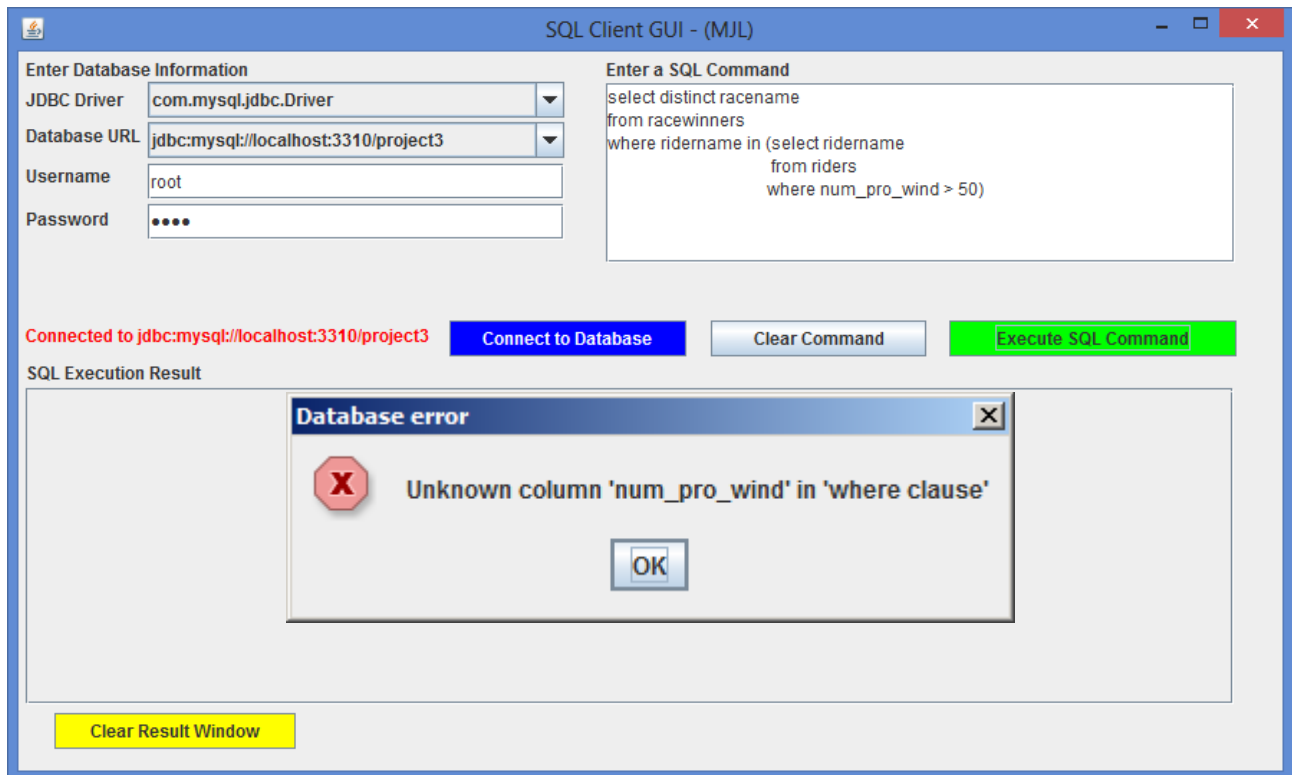 SQL Client GUI - (MJL)
Enter Database Information
JDBC Driver com.mysql.jdbc.Driver
Database URL jdbc:mysql://localhost:3310/project3
Username root
Password ••••
Enter a SQL Command
select distinct racename
from racewinners
where ridername in (select ridername
from riders
where num_pro_wind > 50)
Connected to jdbc:mysql://localhost:3310/project3
Connect to Database
Clear Command
Execute SQL Command
SQL Execution Result
Database error
X
Unknown column 'num_pro_wind' in 'where clause'
OK
Clear Result Window